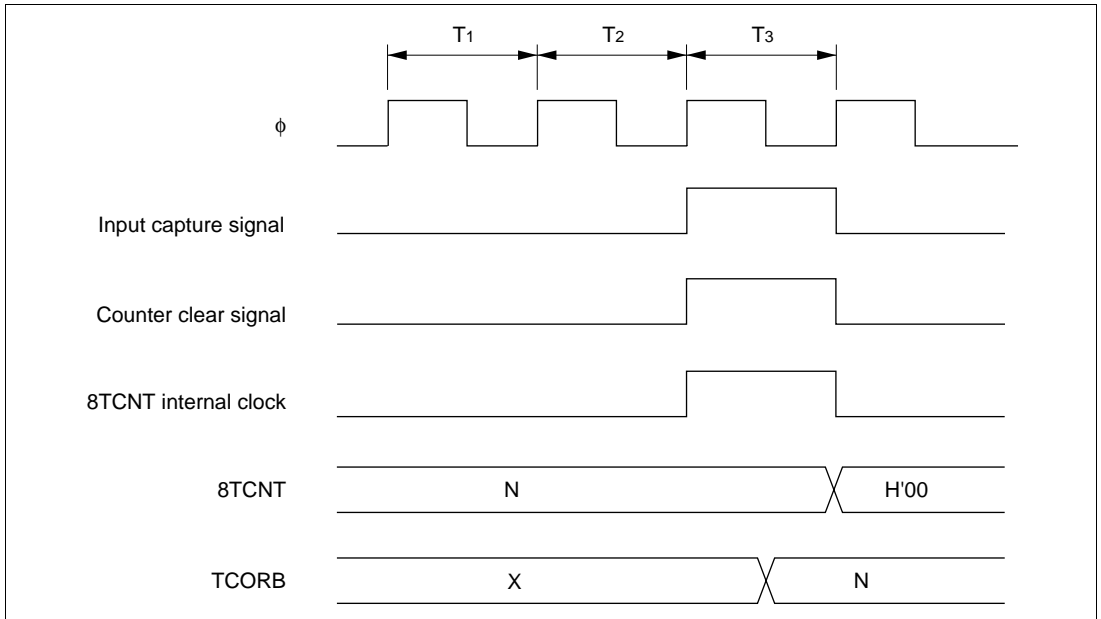 T1 T2 T3
φ
Input capture signal
Counter clear signal
8TCNT internal clock
8TCNT N H'00
TCORB X N